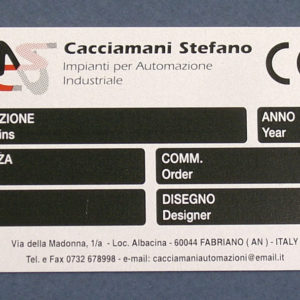 Cacciamani Stefano
Impianti per Automazione
Industriale
ZIONE
ins
ANNO
Year
ZA
COMM.
Order
DISEGNO
Designer
Via della Madonna, 1/a - Loc. Albacina - 60044 FABRIANO ( AN ) - ITALY
Tel. e Fax 0732 678998 - e-mail: cacciamaniautomazioni@email.it